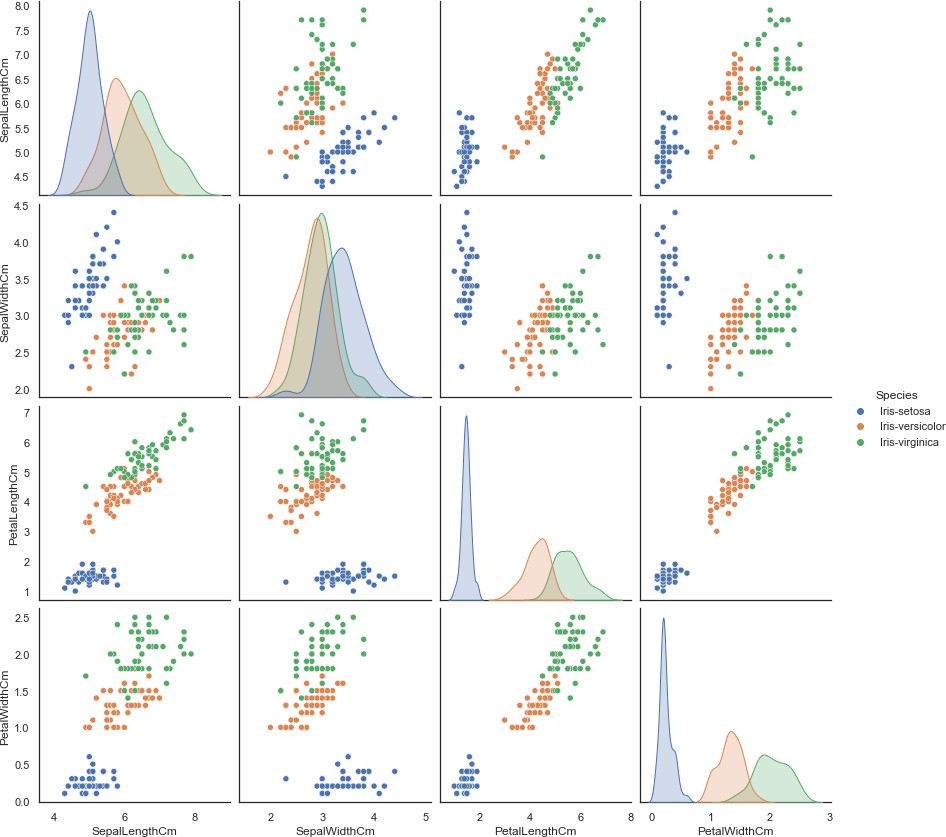 8.0
7.5
7.0
6.5
6.0
5.5
5.0
4.5
SepalLengthCm
4.5
4.0
3.5
3.0
2.5
2.0
SepalWidthCm
7
6
5
4
3
2
1
PetalLengthCm
Species
Iris-setosa
Iris-versicolor
Iris-virginica
2.5
2.0
1.5
1.0
0.5
0.0
PetalWidthCm
4 6 8
2 3 4 5
2 4 6 8
0 1 2 3
SepalLengthCm SepalWidthCm PetalLengthCm PetalWidthCm